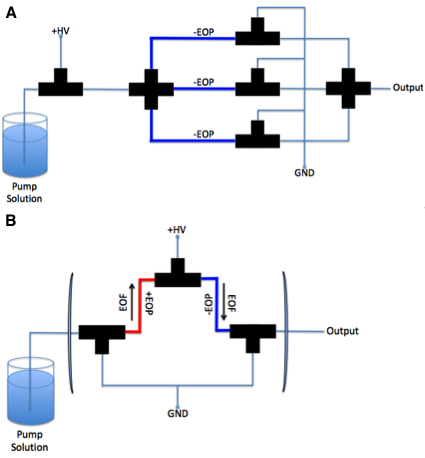 A
+HV
-EOP
-EOP
-EOP
Output
Pump
Solution
GND
B
+HV
EOF
+EOP
-EOP
EOF
Output
GND
Pump
Solution